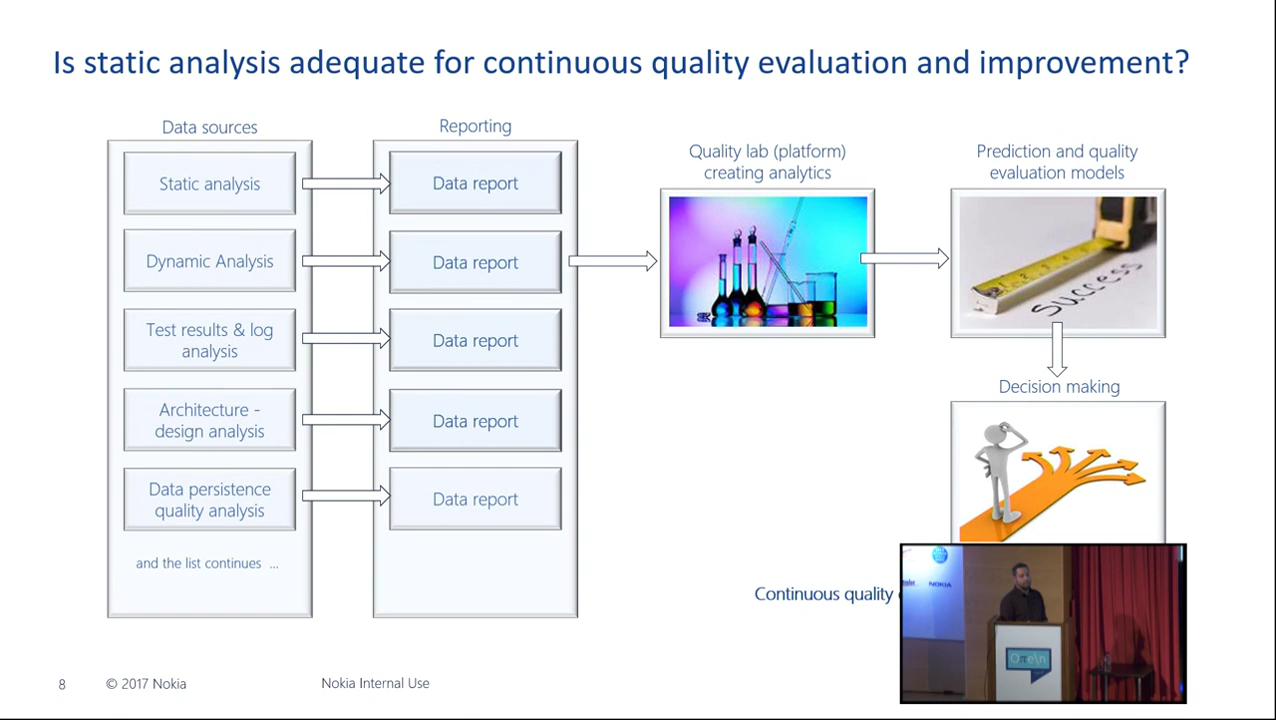 Is static analysis adequate for continuous quality evaluation and improvement?
Data sources
Static analysis
Dynamic Analysis
Test results & log
analysis
Architecture -
design analysis
Data persistence
quality analysis
and the list continues ...
Reporting
Data report
Data report
Data report
Data report
Data report
Quality lab (platform)
creating analytics
Prediction and quality
evaluation models
Success
Decision making
Continuous quality
NOKIA
8
© 2017 Nokia
Nokia Internal Use